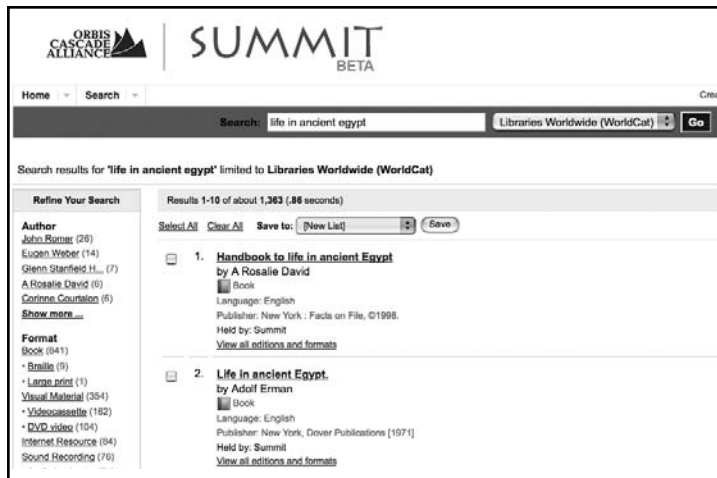 ORBIS
CASCADE
ALLIANCE
SUMMIT
BETA
Home
Search
Crea
Search:
life in ancient egypt
Libraries Worldwide (WorldCat)
Go
Search results for 'life in ancient egypt' limited to Libraries Worldwide (WorldCat)
Refine Your Search
Author
John Romer (26)
Eugen Weber (14)
Glenn Stanfield H... (7)
A Rosalie David (6)
Corinne Courtalon (6)
Show more ...
Format
Book (841)
• Braille (9)
• Large print (1)
Visual Material (354)
• Videocassette (162)
• DVD video (104)
Internet Resource (84)
Sound Recording (76)
Results 1-10 of about 1,363 (.86 seconds)
Select All Clear All Save to: [New List] Save
1. Handbook to life in ancient Egypt
by A Rosalie David
Book
Language: English
Publisher: New York : Facts on File, ©1998.
Held by: Summit
View all editions and formats
2. Life in ancient Egypt.
by Adolf Erman
Book
Language: English
Publisher: New York, Dover Publications [1971]
Held by: Summit
View all editions and formats